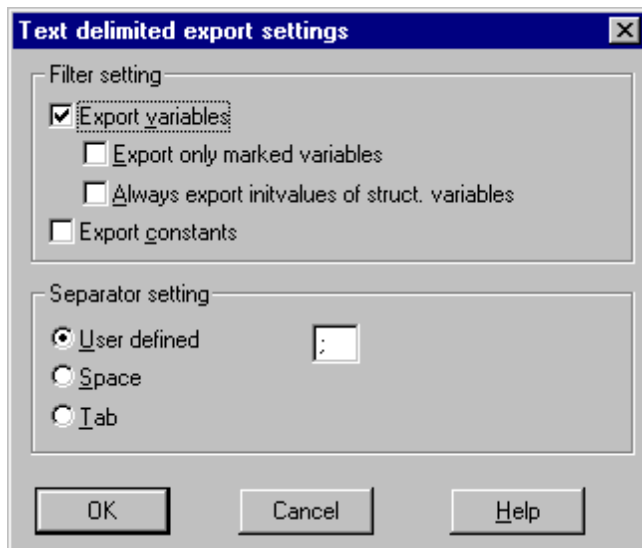 Text delimited export settings
Filter setting
Export variables
Export only marked variables
Always export initvalues of struct. variables
Export constants
Separator setting
User defined ;
Space
Tab
OK Cancel Help